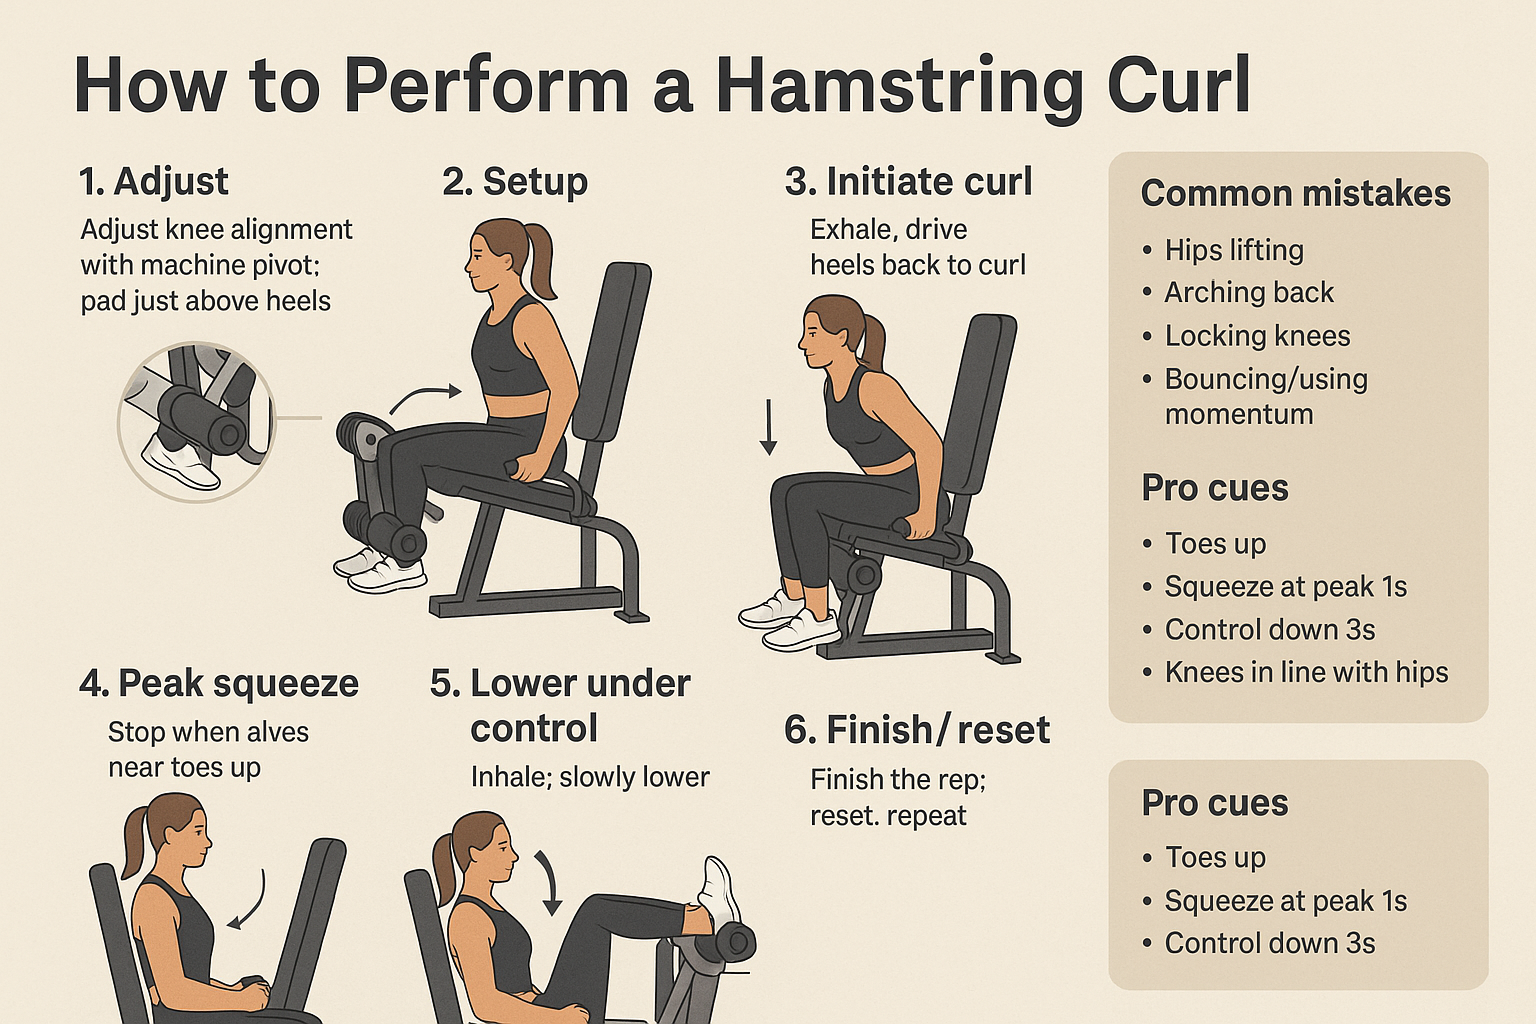 How to Perform a Hamstring Curl
1. Adjust
Adjust knee alignment
with machine pivot;
pad just above heels
2. Setup
3. Initiate curl
Exhale, drive
heels back to curl
4. Peak squeeze
Stop when alves
near toes up
5. Lower under
control
Inhale; slowly lower
6. Finish/reset
Finish the rep;
reset. repeat
Common mistakes
• Hips lifting
• Arching back
• Locking knees
• Bouncing/using
momentum
Pro cues
• Toes up
• Squeeze at peak 1s
• Control down 3s
• Knees in line with hips
Pro cues
• Toes up
• Squeeze at peak 1s
• Control down 3s